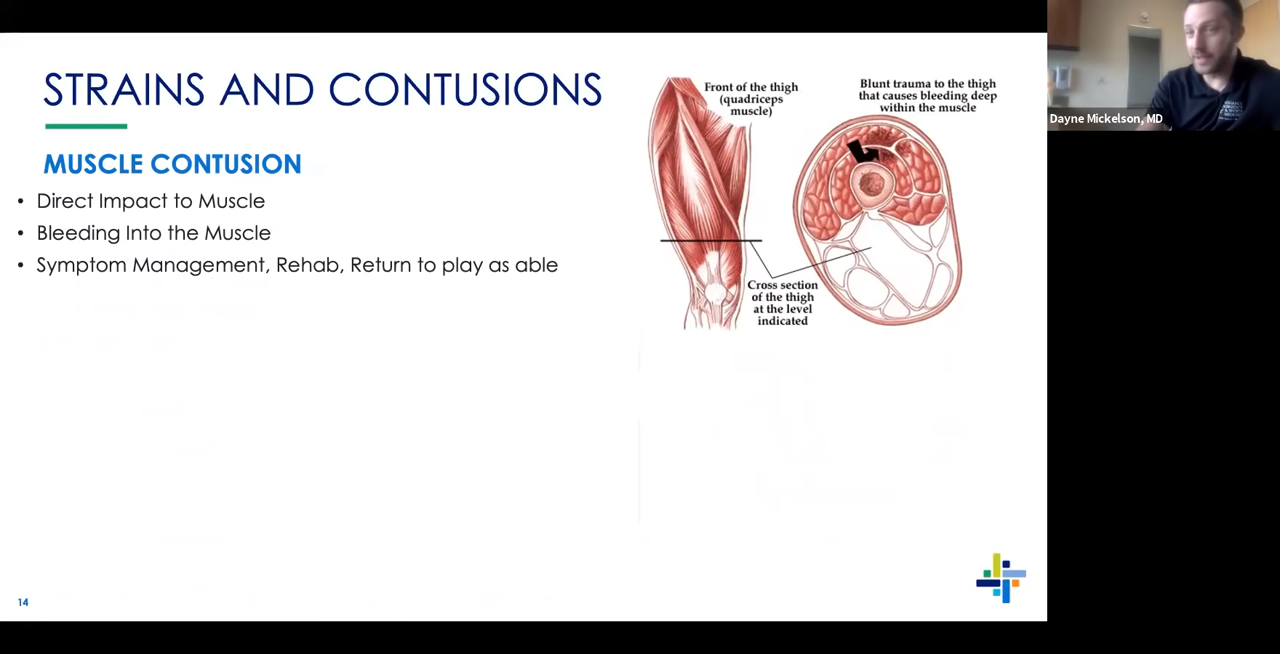 STRAINS AND CONTUSIONS
MUSCLE CONTUSION
• Direct Impact to Muscle
• Bleeding Into the Muscle
• Symptom Management, Rehab, Return to play as able
Front of the thigh
(quadriceps
muscle)
Blunt trauma to the thigh
that causes bleeding deep
within the muscle
Cross section
of the thigh
at the level
indicated
14
Dayne Mickelson, MD